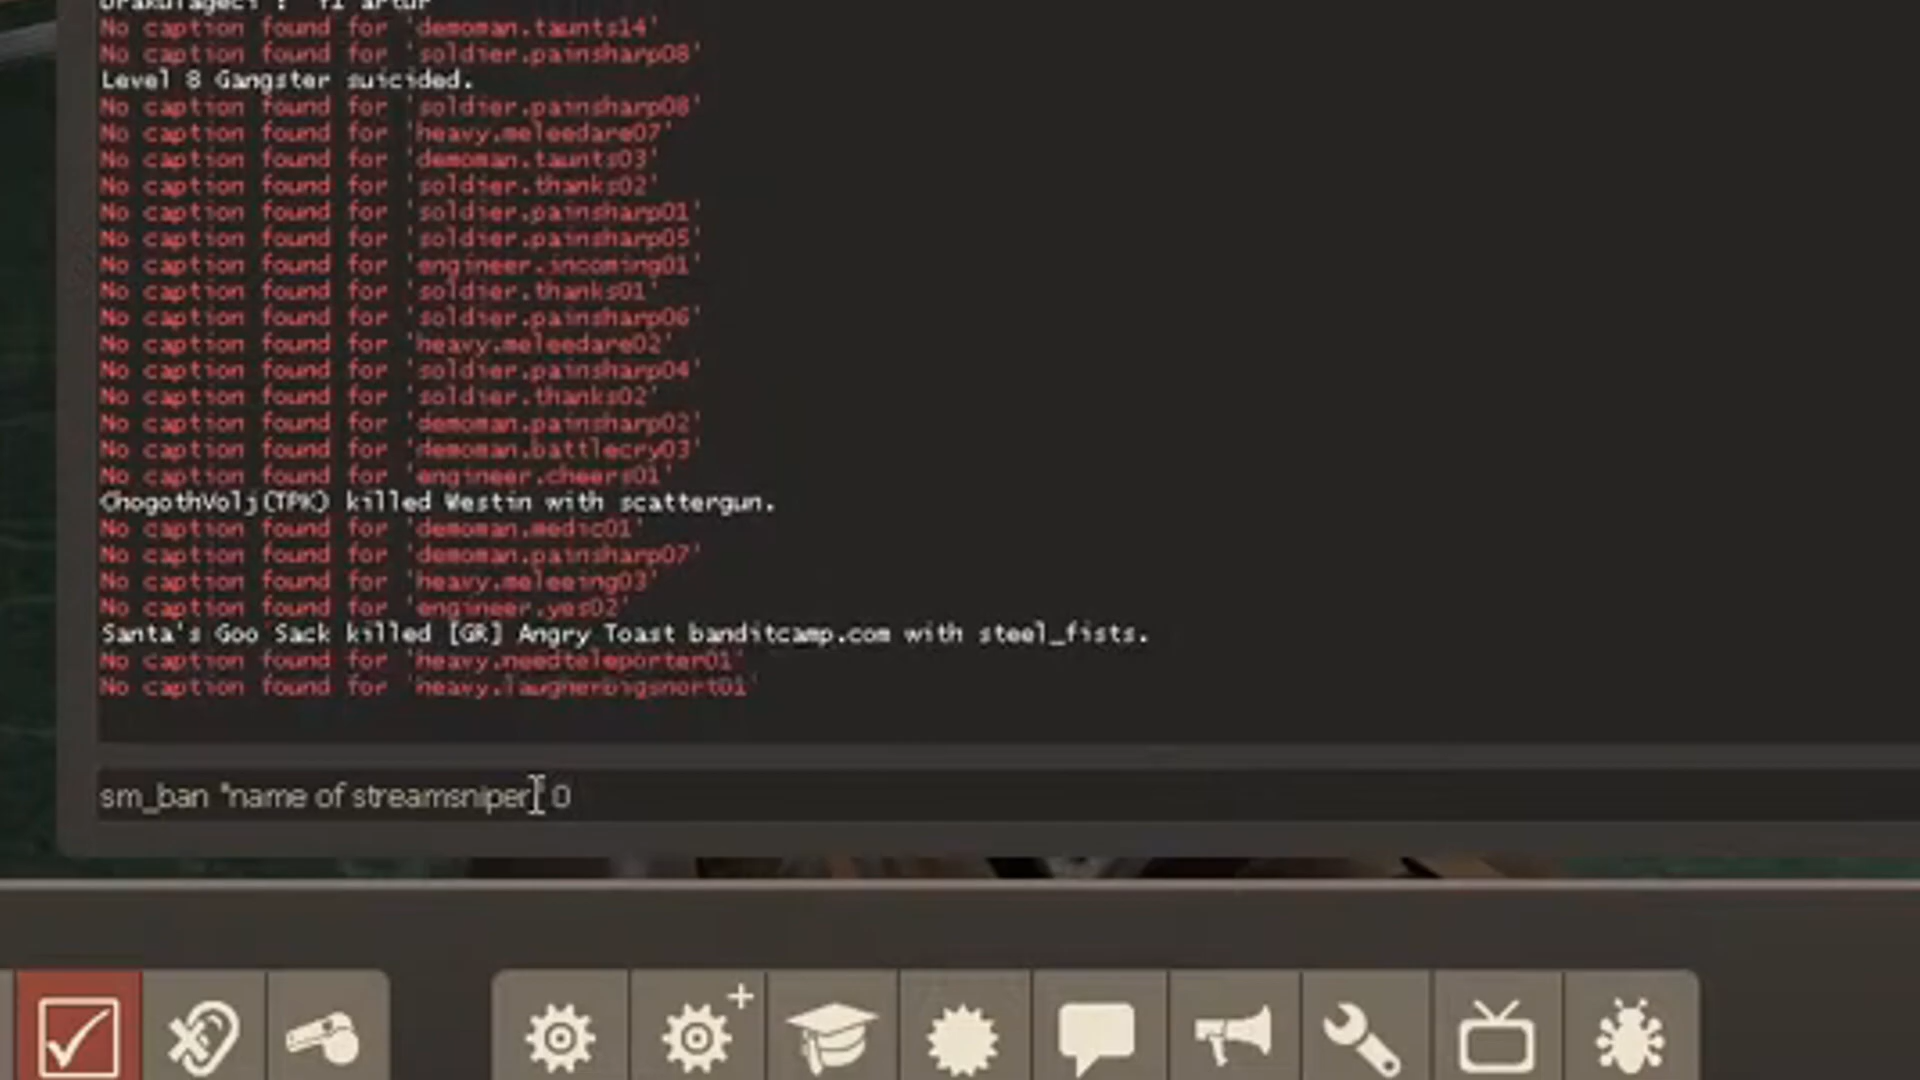 No caption found for 'demoman.taunts14'
No caption found for 'soldier.painsharp08'
Level 8 Gangster suicided.
No caption found for 'soldier.painsharp08'
No caption found for 'heavy.meleedare07'
No caption found for 'demoman.taunts03'
No caption found for 'soldier.thanks02'
No caption found for 'soldier.painsharp01'
No caption found for 'soldier.painsharp05'
No caption found for 'engineer.incoming01'
No caption found for 'soldier.thanks01'
No caption found for 'soldier.painsharp06'
No caption found for 'heavy.meleedare02'
No caption found for 'soldier.painsharp04'
No caption found for 'soldier.thanks02'
No caption found for 'demoman.painsharp02'
No caption found for 'demoman.battlecry03'
No caption found for 'engineer.cheers01'
ChogothVolj(TPK) killed Westin with scattergun.
No caption found for 'demoman.medic01'
No caption found for 'demoman.painsharp07'
No caption found for 'heavy.meleeing03'
No caption found for 'engineer.yes02'
Santa's Goo Sack killed [GR] Angry Toast banditcamp.com with steel_fists.
No caption found for 'heavy.needteleporter01'
No caption found for 'heavy.laugherbigsnort01'
sm_ban "name of streamsniper" 0